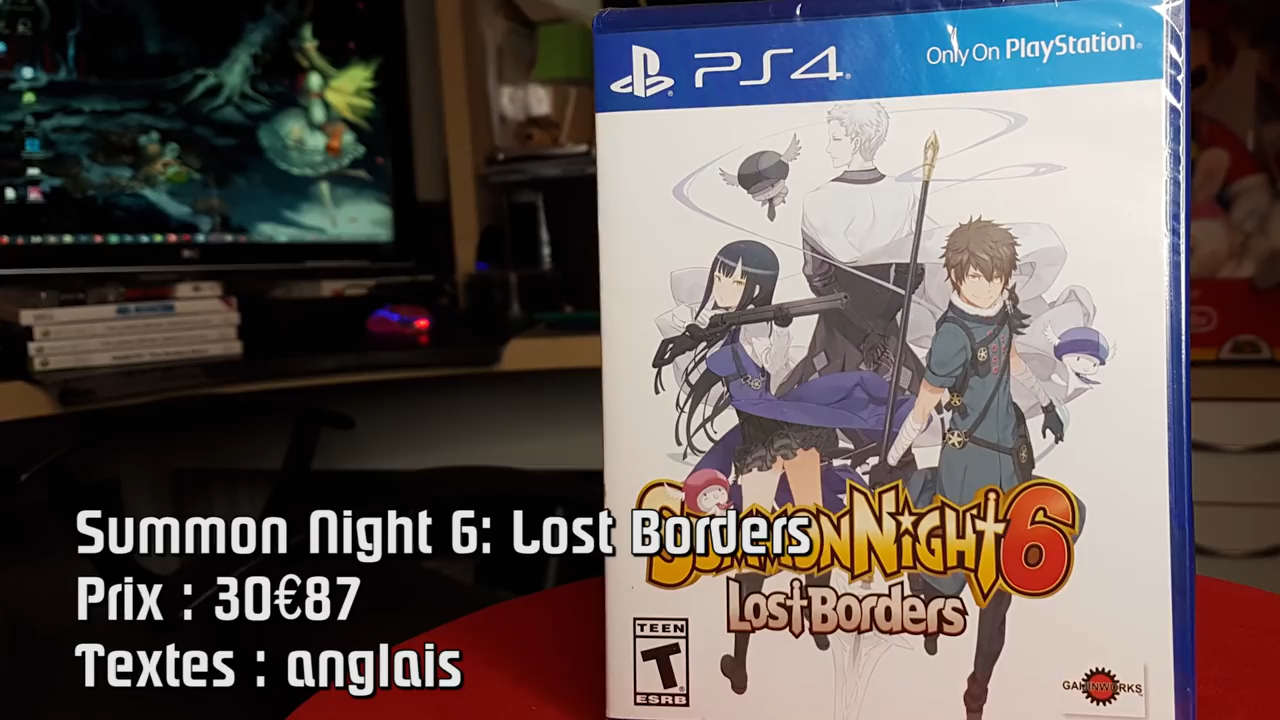 PS4
Only On PlayStation
SUMMON NIGHT 6
Lost Borders
TEEN
T
ESRB
GAIJINWORKS
Summon Night 6: Lost Borders
Prix : 30€87
Textes : anglais